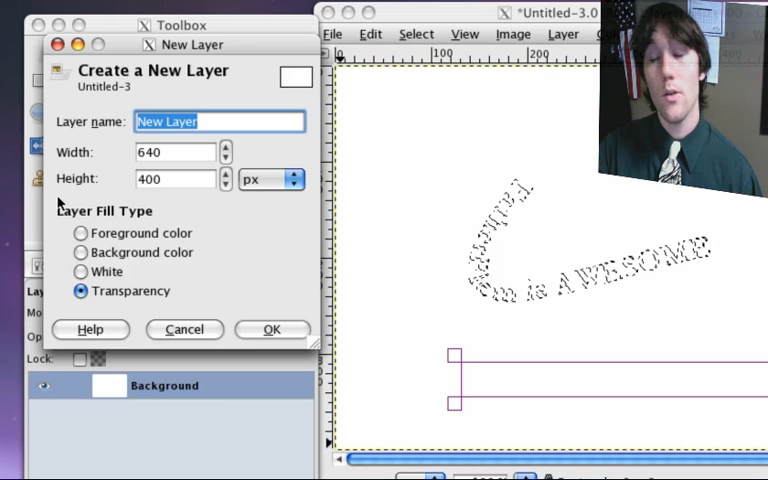 Toolbox
*Untitled-3.0
New Layer
File Edit Select View Image Layer
0 100 200
Create a New Layer
Untitled-3
Layer name: New Layer
Width: 640
Height: 400 px
Layer Fill Type
Foreground color
Background color
White
Transparency
Help Cancel OK
Lock:
Background
is AWESOME